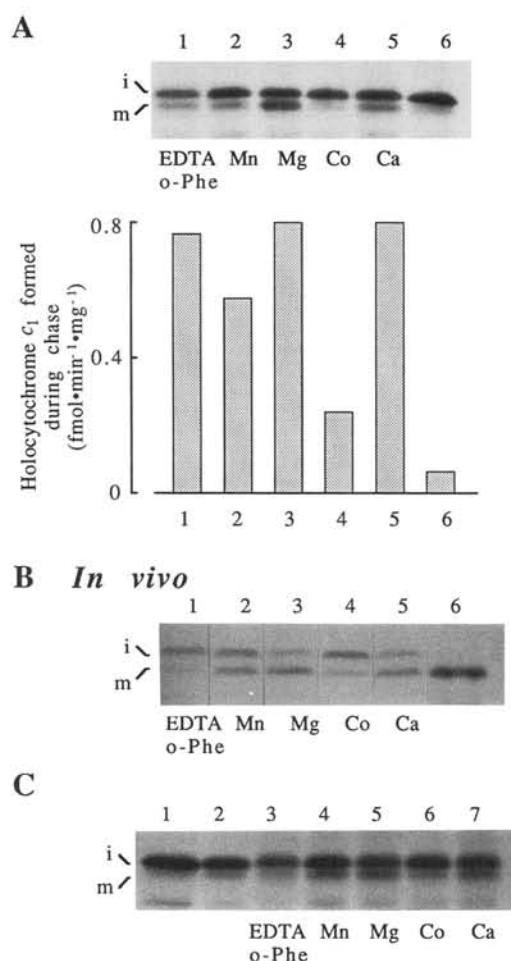 A
1 2 3 4 5 6
i
m
EDTA Mn Mg Co Ca
o-Phe
Holocytochrome c₁ formed
during chase
(fmol•min⁻¹•mg⁻¹)
0.8
0.4
0
1 2 3 4 5 6
B In vivo
1 2 3 4 5 6
i
m
EDTA Mn Mg Co Ca
o-Phe
C
1 2 3 4 5 6 7
i
m
EDTA Mn Mg Co Ca
o-Phe